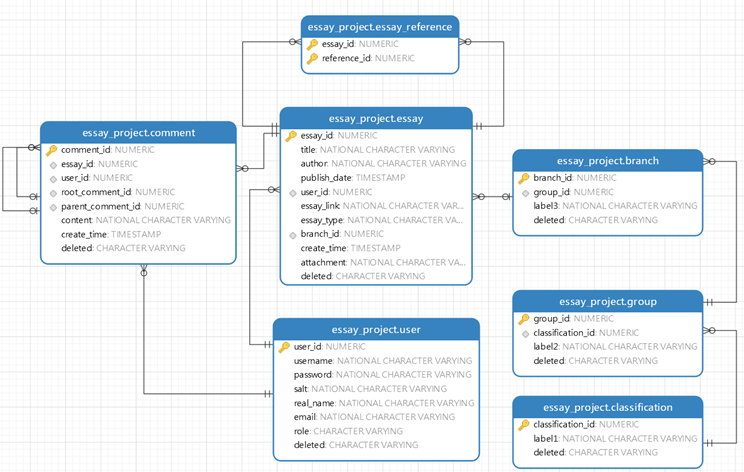 essay_project.essay_reference
essay_id: NUMERIC
reference_id: NUMERIC
essay_project.essay
essay_id: NUMERIC
title: NATIONAL CHARACTER VARYING
author: NATIONAL CHARACTER VARYING
publish_date: TIMESTAMP
user_id: NUMERIC
essay_link: NATIONAL CHARACTER VA...
essay_type: NATIONAL CHARACTER VA...
branch_id: NUMERIC
create_time: TIMESTAMP
attachment: NATIONAL CHARACTER VA...
deleted: CHARACTER VARYING
essay_project.comment
comment_id: NUMERIC
essay_id: NUMERIC
user_id: NUMERIC
root_comment_id: NUMERIC
parent_comment_id: NUMERIC
content: NATIONAL CHARACTER VARYING
create_time: TIMESTAMP
deleted: CHARACTER VARYING
essay_project.branch
branch_id: NUMERIC
group_id: NUMERIC
label3: NATIONAL CHARACTER VARYING
deleted: CHARACTER VARYING
essay_project.group
group_id: NUMERIC
classification_id: NUMERIC
label2: NATIONAL CHARACTER VARYING
deleted: CHARACTER VARYING
essay_project.user
user_id: NUMERIC
username: NATIONAL CHARACTER VARYING
password: NATIONAL CHARACTER VARYING
salt: NATIONAL CHARACTER VARYING
real_name: NATIONAL CHARACTER VARYING
email: NATIONAL CHARACTER VARYING
role: CHARACTER VARYING
deleted: CHARACTER VARYING
essay_project.classification
classification_id: NUMERIC
label1: NATIONAL CHARACTER VARYING
deleted: CHARACTER VARYING